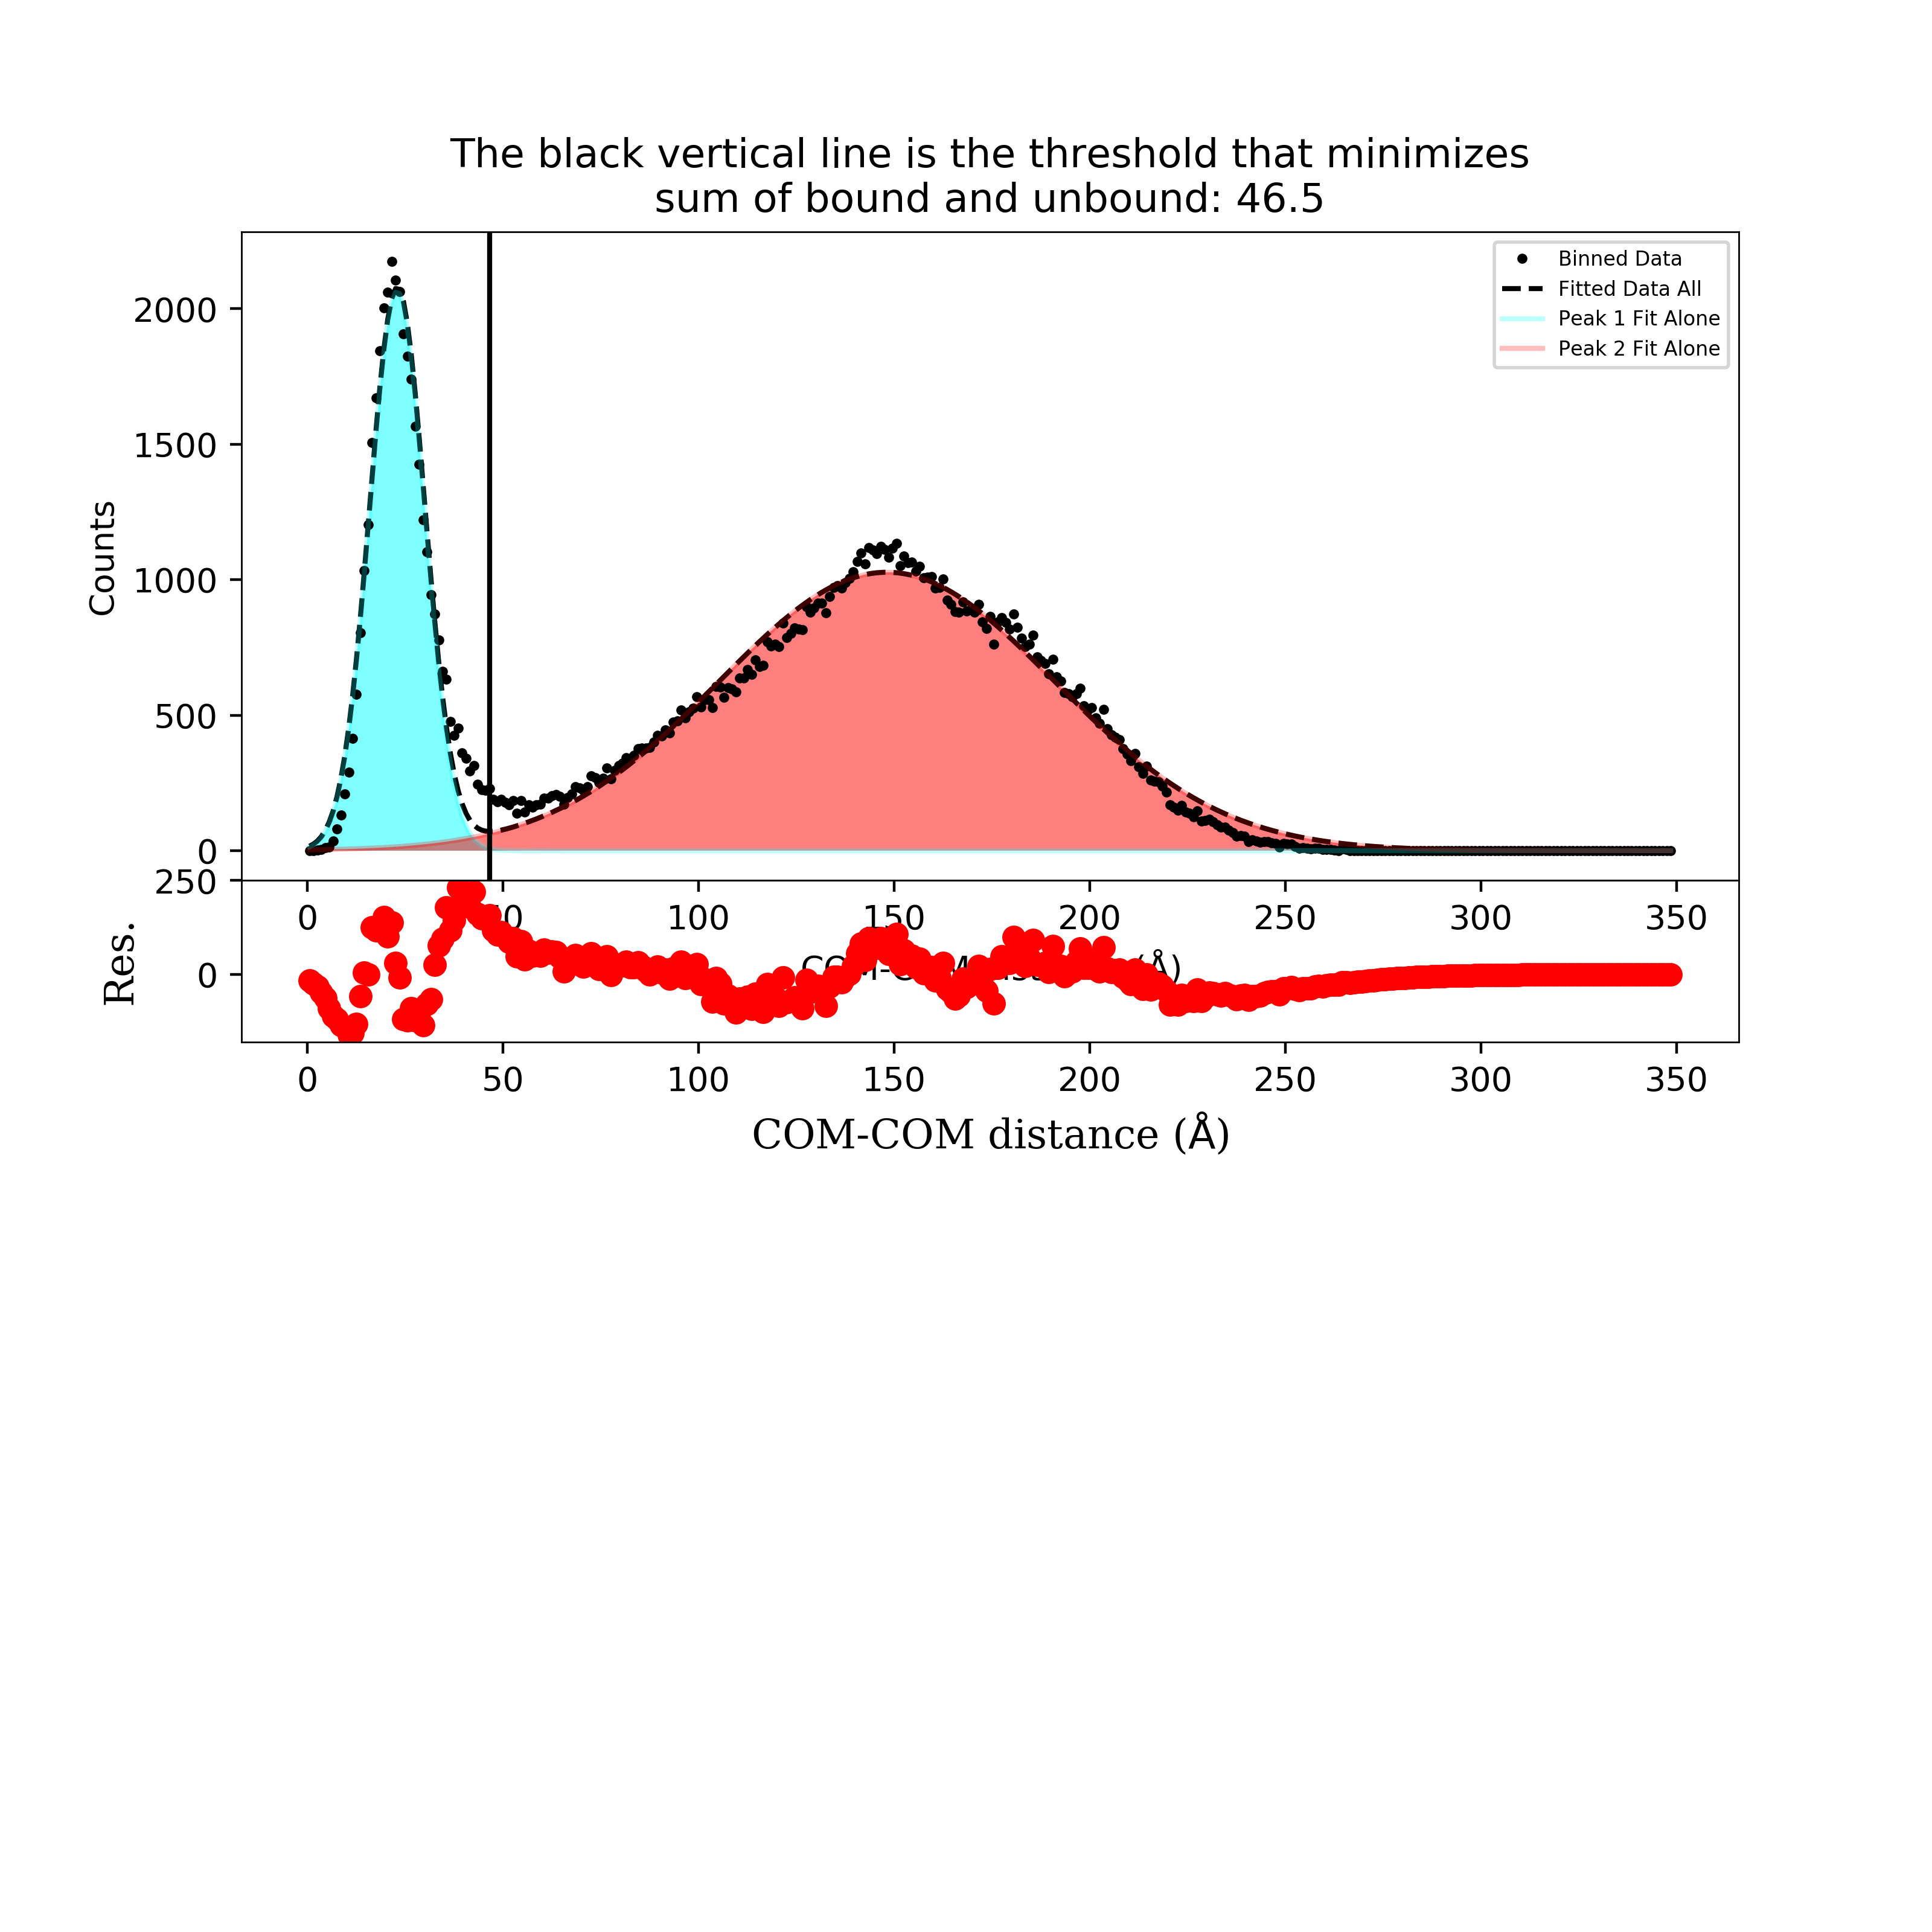 The black vertical line is the threshold that minimizes
sum of bound and unbound: 46.5
Binned Data
Fitted Data All
Peak 1 Fit Alone
Peak 2 Fit Alone
Counts
2000
1500
1000
500
0
250
0 100 150 200 250 300 350
Res.
0
0 50 100 150 200 250 300 350
COM-COM distance (Å)